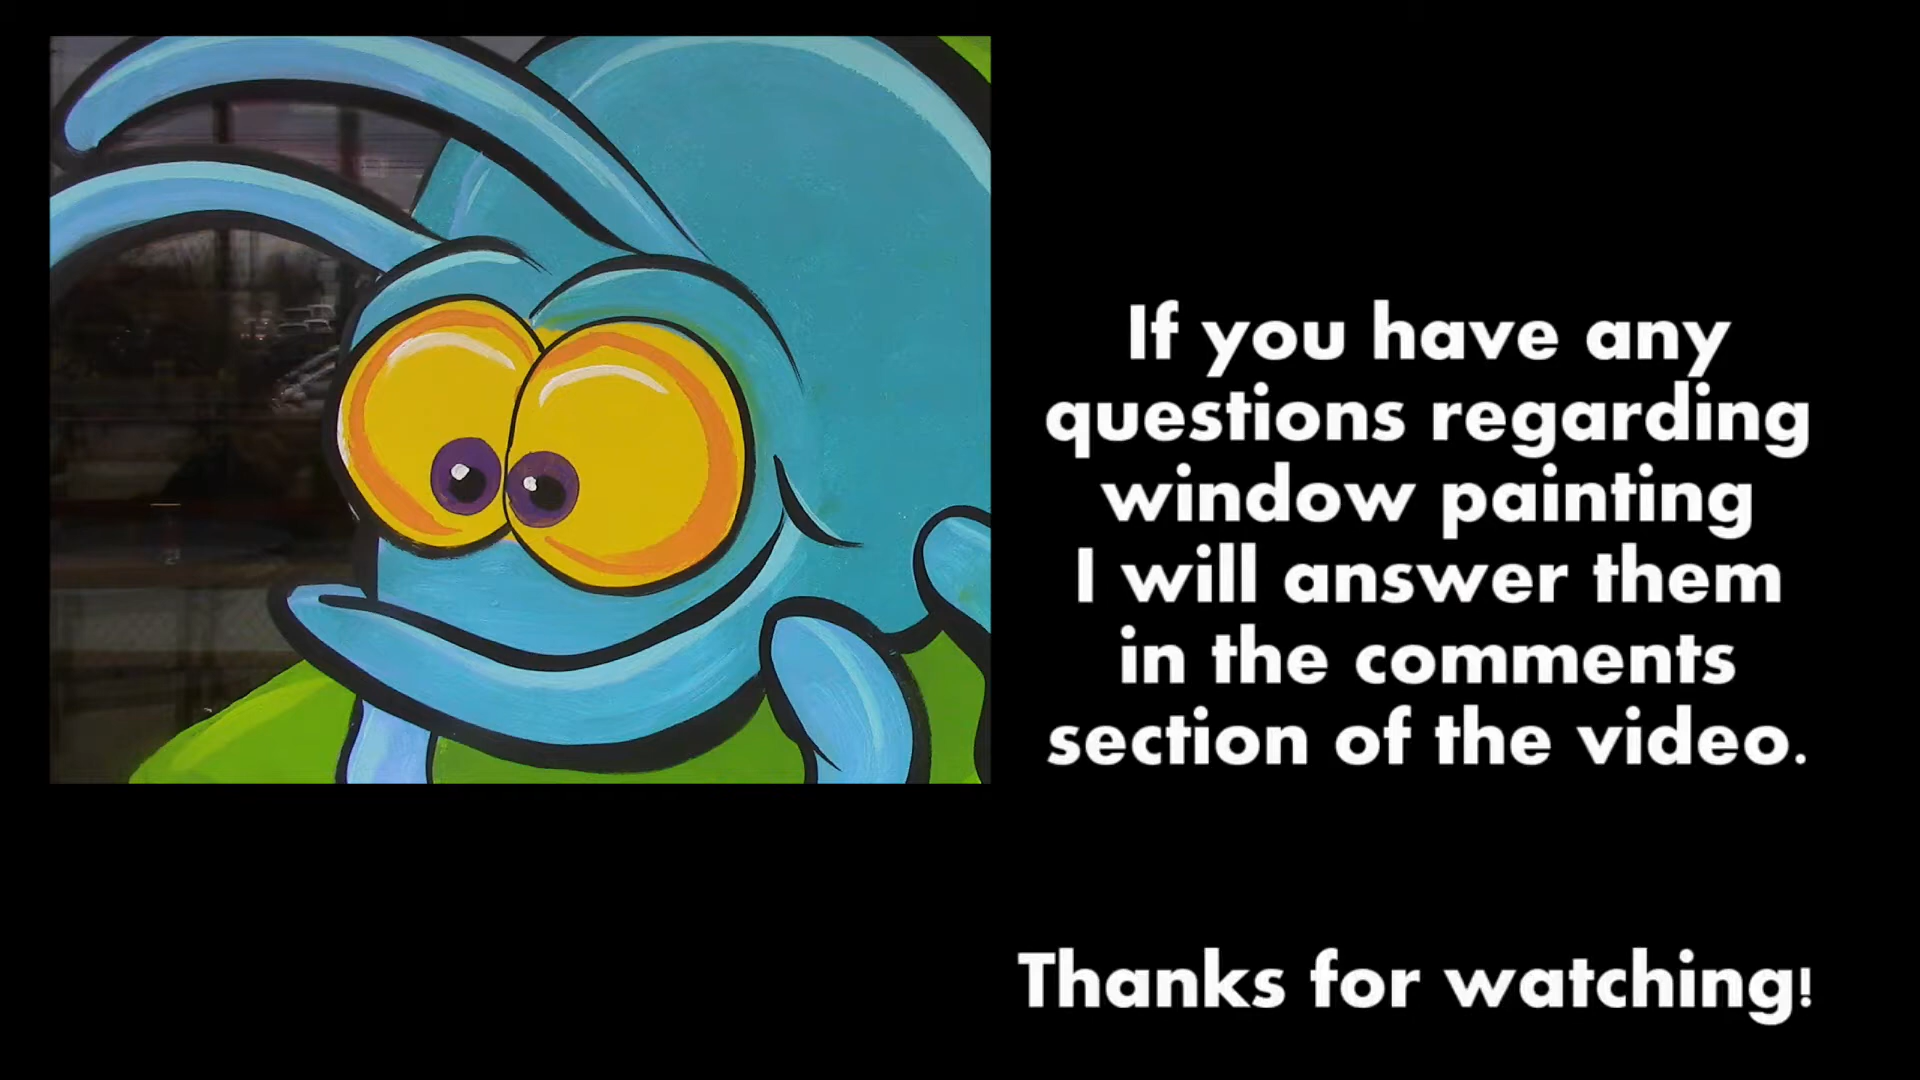 If you have any
questions regarding
window painting
I will answer them
in the comments
section of the video.
Thanks for watching!